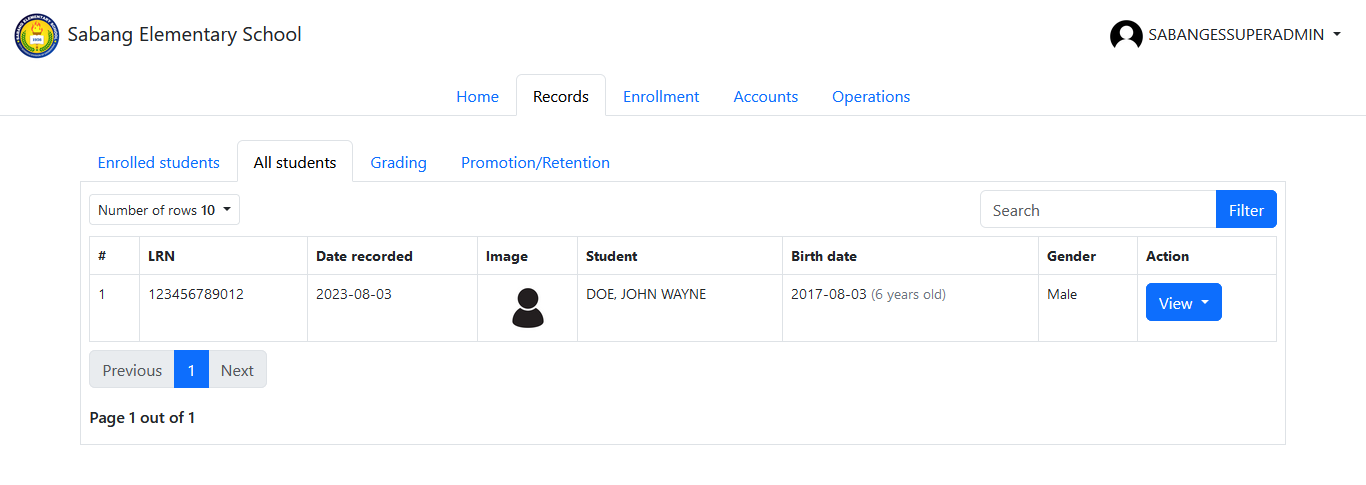 Sabang Elementary School
SABANGESSUPERADMIN
Home Records Enrollment Accounts Operations
Enrolled students All students Grading Promotion/Retention
Number of rows 10 Search Filter
# LRN Date recorded Image Student Birth date Gender Action
1 123456789012 2023-08-03 DOE, JOHN WAYNE 2017-08-03 (6 years old) Male View
Previous 1 Next
Page 1 out of 1